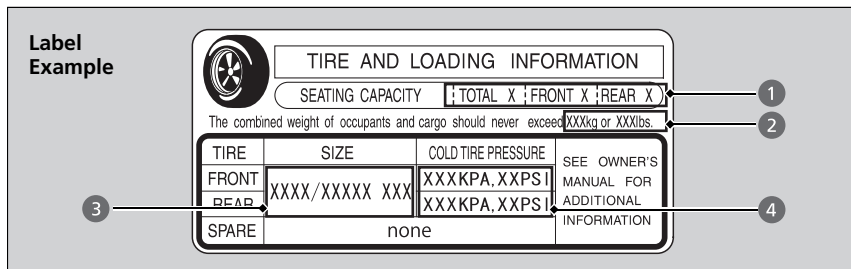 Label
Example
TIRE AND LOADING INFORMATION
SEATING CAPACITY TOTAL X FRONT X REAR X
1
The combined weight of occupants and cargo should never exceed XXXkg or XXXlbs.
2
TIRE SIZE COLD TIRE PRESSURE
SEE OWNER'S
MANUAL FOR
ADDITIONAL
INFORMATION
FRONT XXXX/XXXXX XXX XXXKPA,XXPSI
REAR XXXKPA,XXPSI
3
4
SPARE none